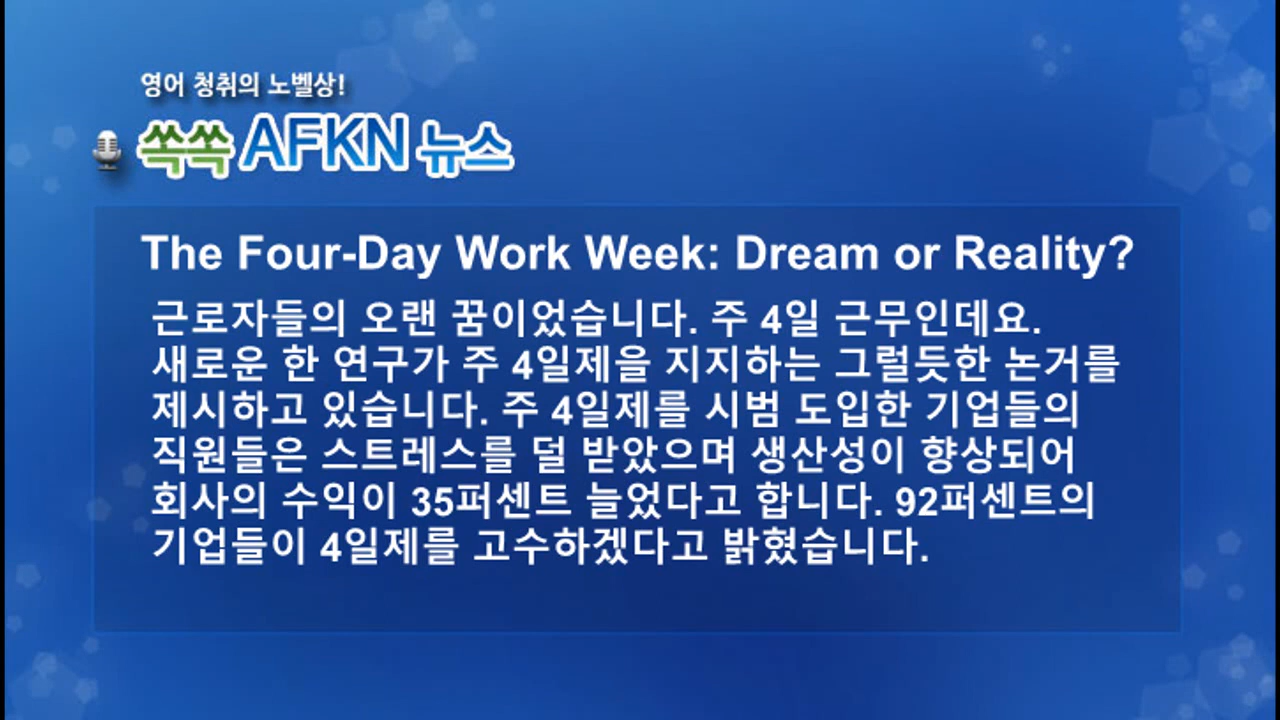 영어 청취의 노벨상!
쏙쏙 AFKN 뉴스
The Four-Day Work Week: Dream or Reality?
근로자들의 오랜 꿈이었습니다. 주 4일 근무인데요.
새로운 한 연구가 주 4일제을 지지하는 그럴듯한 논거를
제시하고 있습니다. 주 4일제를 시범 도입한 기업들의
직원들은 스트레스를 덜 받았으며 생산성이 향상되어
회사의 수익이 35퍼센트 늘었다고 합니다. 92퍼센트의
기업들이 4일제를 고수하겠다고 밝혔습니다.